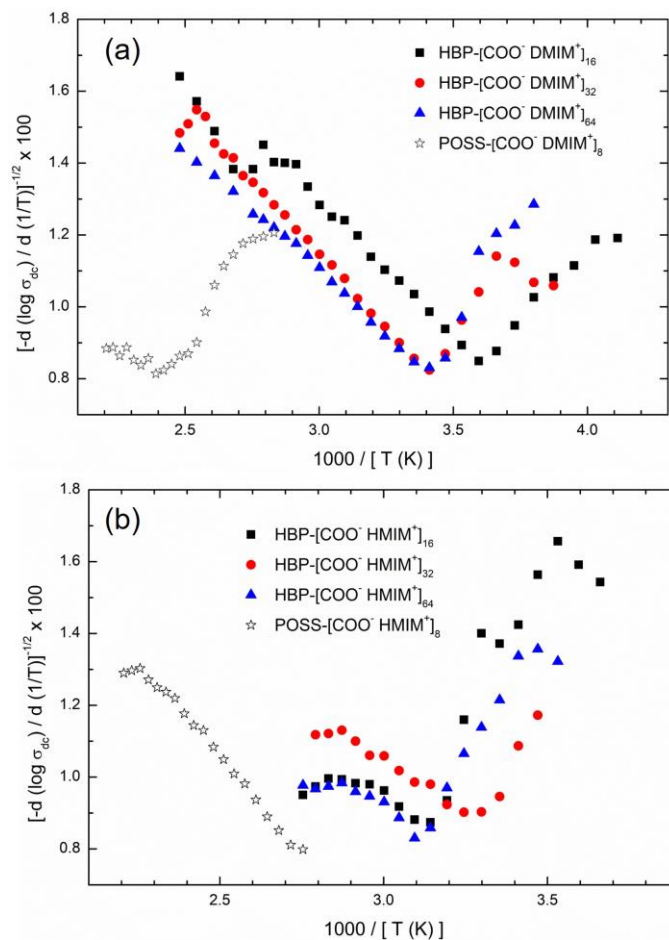 (a)
HBP-[COO⁻ DMIM⁺]₁₆
HBP-[COO⁻ DMIM⁺]₃₂
HBP-[COO⁻ DMIM⁺]₆₄
POSS-[COO⁻ DMIM⁺]₈
[-d (log σdc) / d (1/T)]⁻¹/² x 100
1.8
1.6
1.4
1.2
1.0
0.8
2.5 3.0 3.5 4.0
1000 / [ T (K) ]
(b)
HBP-[COO⁻ HMIM⁺]₁₆
HBP-[COO⁻ HMIM⁺]₃₂
HBP-[COO⁻ HMIM⁺]₆₄
POSS-[COO⁻ HMIM⁺]₈
[-d (log σdc) / d (1/T)]⁻¹/² x 100
1.8
1.6
1.4
1.2
1.0
0.8
2.5 3.0 3.5
1000 / [ T (K) ]